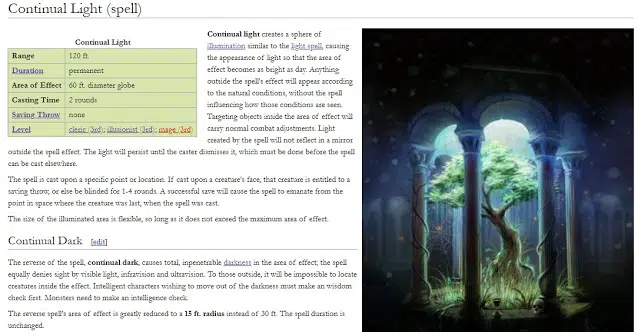 Continual Light (spell)
Continual Light
Range 120 ft.
Duration permanent
Area of Effect 60 ft. diameter globe
Casting Time 2 rounds
Saving Throw none
Level cleric (3rd); illusionist (3rd); mage (3rd)
Continual light creates a sphere of
illumination similar to the light spell, causing
the appearance of light so that the area of
effect becomes as bright as day. Anything
outside the spell's effect will appear according
to the natural conditions, without the spell
influencing how those conditions are seen.
Targeting objects inside the area of effect will
carry normal combat adjustments. Light
created by the spell will not reflect in a mirror
outside the spell effect. The light will persist until the caster dismisses it, which must be done before the spell
can be cast elsewhere.
The spell is cast upon a specific point or location. If cast upon a creature's face, that creature is entitled to a
saving throw, or else be blinded for 1-4 rounds. A successful save will cause the spell to emanate from the
point in space where the creature was last, when the spell was cast.
The size of the illuminated area is flexible, so long as it does not exceed the maximum area of effect.
Continual Dark [edit]
The reverse of the spell, continual dark, causes total, inpenetrable darkness in the area of effect; the spell
equally denies sight by visible light, infravision and ultravision. To those outside, it will be impossible to locate
creatures inside the effect. Intelligent characters wishing to move out of the darkness must make an wisdom
check first. Monsters need to make an intelligence check.
The reverse spell's area of effect is greatly reduced to a 15 ft. radius instead of 30 ft. The spell duration is
unchanged.